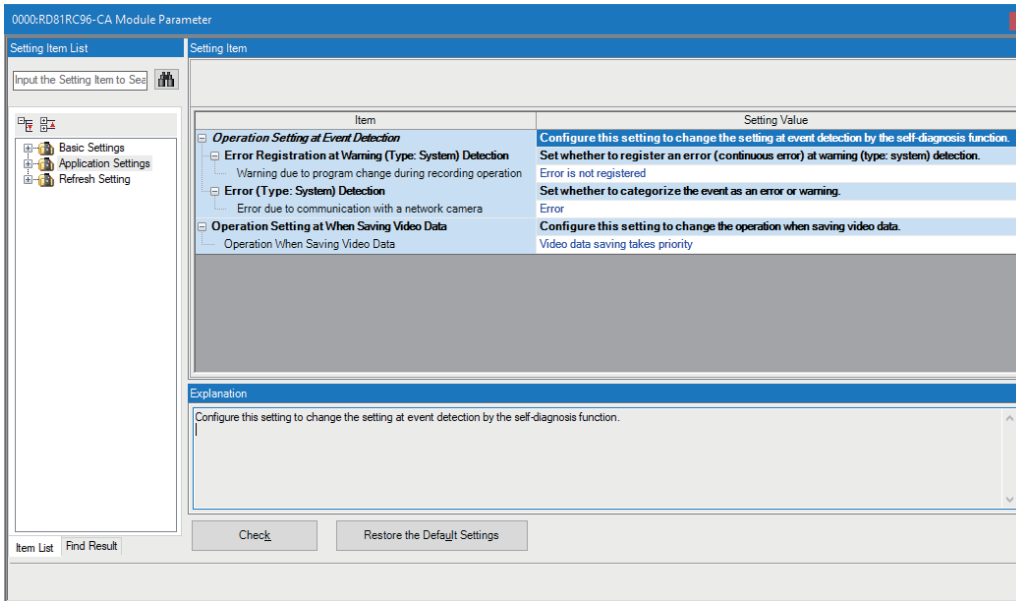 0000:RD81RC96-CA Module Parameter
Setting Item List
Input the Setting Item to Sea
Basic Settings
Application Settings
Refresh Setting
Item List
Find Result
Setting Item
Item Setting Value
Operation Setting at Event Detection Configure this setting to change the setting at event detection by the self-diagnosis function.
Error Registration at Warning (Type: System) Detection Set whether to register an error (continuous error) at warning (type: system) detection.
Warning due to program change during recording operation Error is not registered
Error (Type: System) Detection Set whether to categorize the event as an error or warning.
Error due to communication with a network camera Error
Operation Setting at When Saving Video Data Configure this setting to change the operation when saving video data.
Operation When Saving Video Data Video data saving takes priority
Explanation
Configure this setting to change the setting at event detection by the self-diagnosis function.
Check
Restore the Default Settings